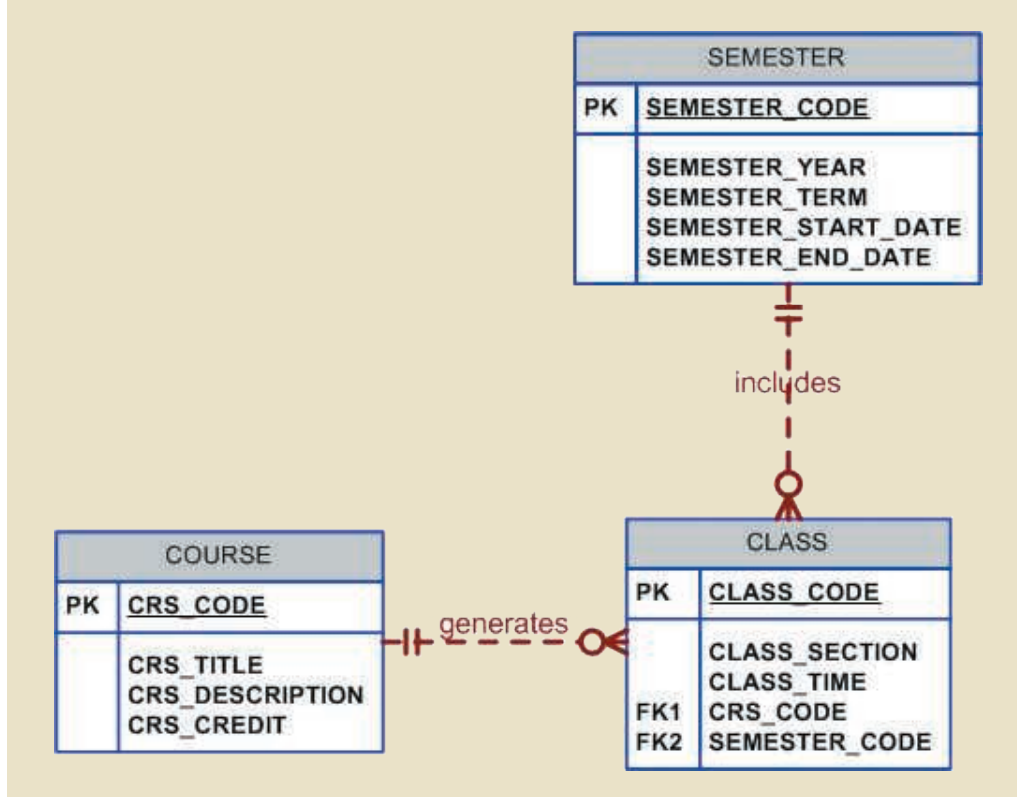 SEMESTER
PK SEMESTER_CODE
SEMESTER_YEAR
SEMESTER_TERM
SEMESTER_START_DATE
SEMESTER_END_DATE
includes
COURSE
PK CRS_CODE
CRS_TITLE
CRS_DESCRIPTION
CRS_CREDIT
generates
CLASS
PK CLASS_CODE
CLASS_SECTION
CLASS_TIME
FK1 CRS_CODE
FK2 SEMESTER_CODE